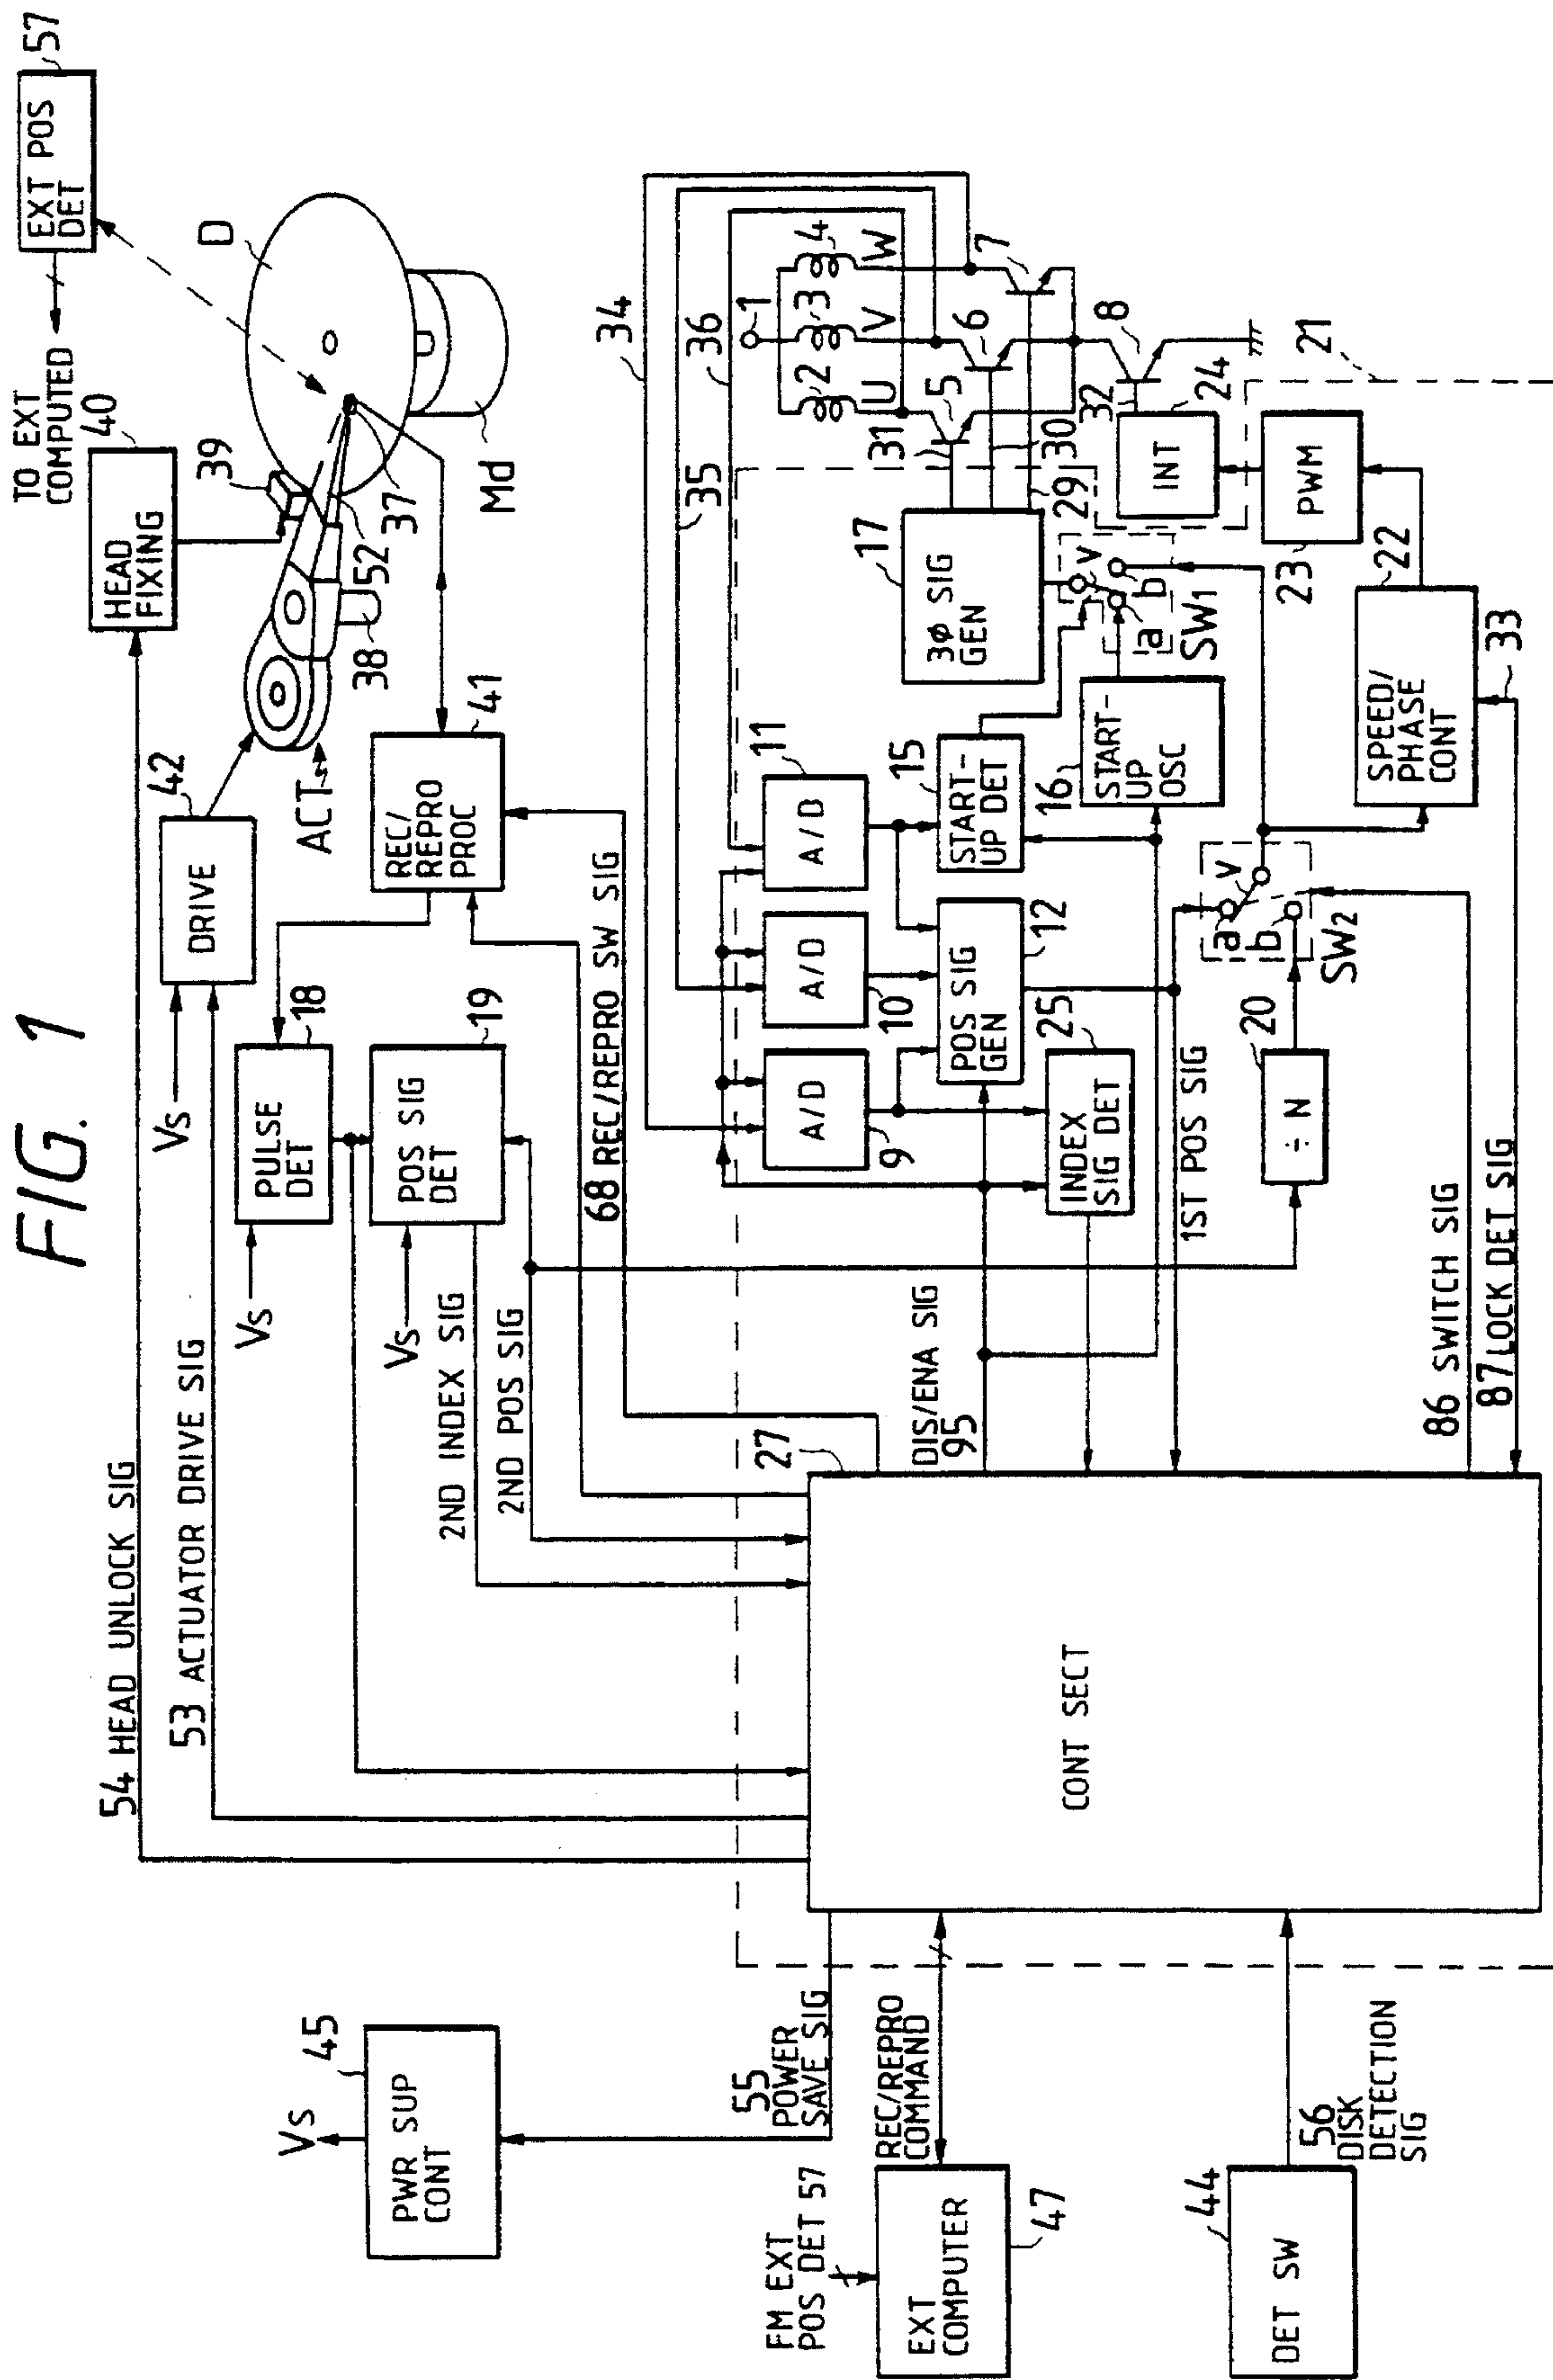 FIG. 1
57
EXT POS
DET
TO EXT
COMPUTED
40
HEAD
FIXING
39
D
37
Md
52
38
ACT
42
DRIVE
Vs
41
REC/
REPRO
PROC
18
PULSE
DET
Vs
19
POS SIG
DET
Vs
54 HEAD UNLOCK SIG
53 ACTUATOR DRIVE SIG
2ND INDEX SIG
2ND POS SIG
68 REC/REPRO SW SIG
34
35
36
1
2
3
4
U
V
W
5
6
7
8
31
30
29
32
24
INT
21
PWM
23
22
SPEED/
PHASE
CONT
33
17
3φ SIG
GEN
V
a
b
SW1
11
A/D
A/D
10
A/D
9
15
START-
UP DET
16
START-
UP
OSC
12
POS SIG
GEN
25
INDEX
SIG DET
V
a
b
SW2
20
÷ N
1ST POS SIG
DIS/ENA SIG
95
86 SWITCH SIG
87 LOCK DET SIG
27
CONT SECT
45
PWR SUP
CONT
Vs
55
POWER
SAVE SIG
REC/REPRO
COMMAND
FM EXT
POS DET 57
EXT
COMPUTER
47
44
DET SW
56
DISK
DETECTION
SIG